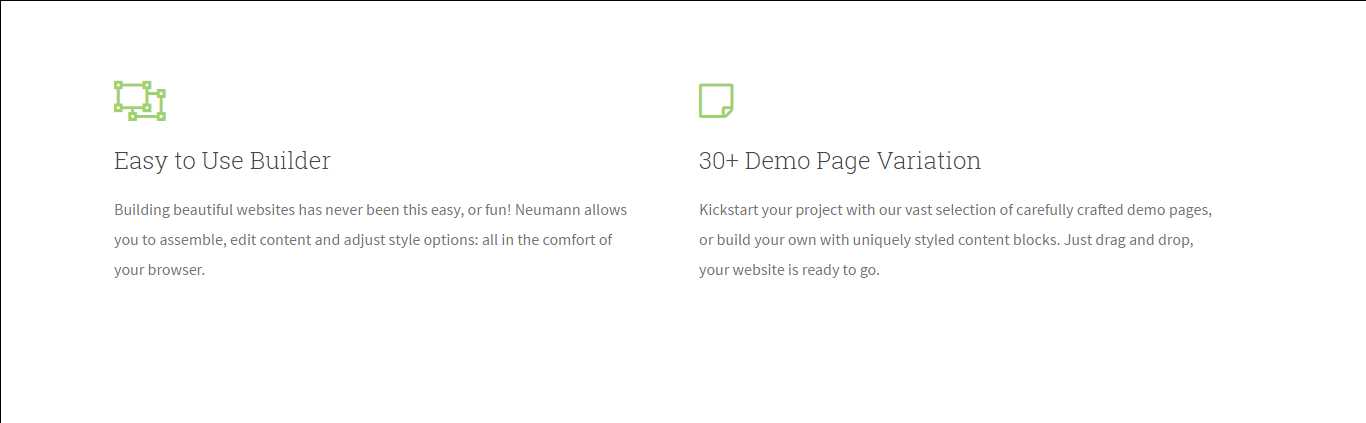 Easy to Use Builder
Building beautiful websites has never been this easy, or fun! Neumann allows
you to assemble, edit content and adjust style options: all in the comfort of
your browser.
30+ Demo Page Variation
Kickstart your project with our vast selection of carefully crafted demo pages,
or build your own with uniquely styled content blocks. Just drag and drop,
your website is ready to go.